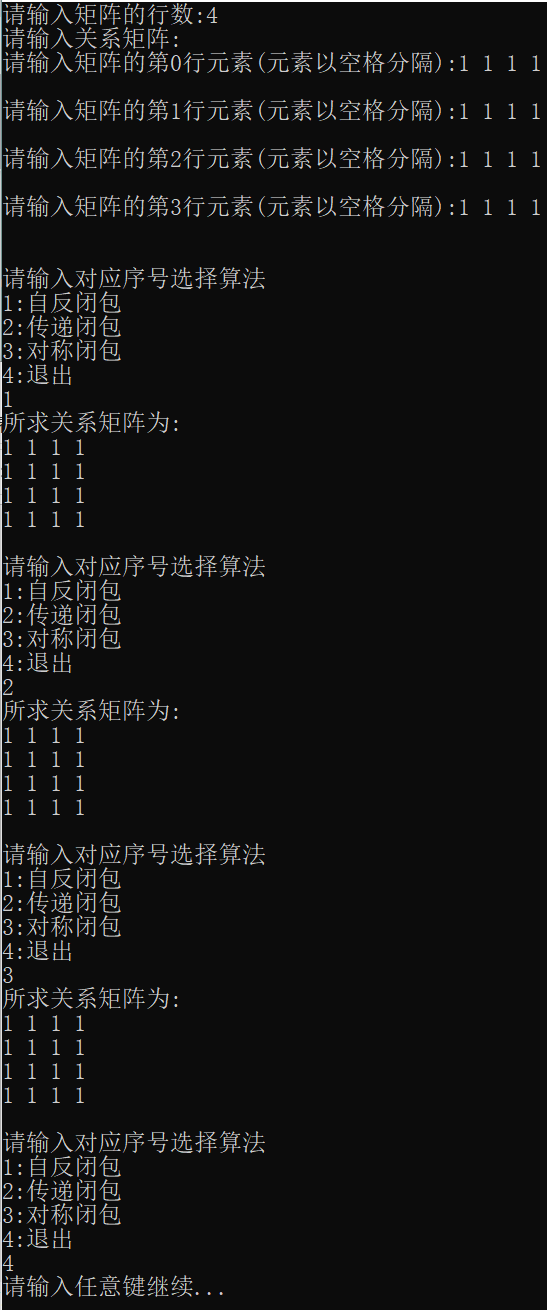 请输入矩阵的行数:4
请输入关系矩阵:
请输入矩阵的第0行元素(元素以空格分隔):1 1 1 1
请输入矩阵的第1行元素(元素以空格分隔):1 1 1 1
请输入矩阵的第2行元素(元素以空格分隔):1 1 1 1
请输入矩阵的第3行元素(元素以空格分隔):1 1 1 1
请输入对应序号选择算法
1:自反闭包
2:传递闭包
3:对称闭包
4:退出
1
所求关系矩阵为:
1 1 1 1
1 1 1 1
1 1 1 1
1 1 1 1
请输入对应序号选择算法
1:自反闭包
2:传递闭包
3:对称闭包
4:退出
2
所求关系矩阵为:
1 1 1 1
1 1 1 1
1 1 1 1
1 1 1 1
请输入对应序号选择算法
1:自反闭包
2:传递闭包
3:对称闭包
4:退出
3
所求关系矩阵为:
1 1 1 1
1 1 1 1
1 1 1 1
1 1 1 1
请输入对应序号选择算法
1:自反闭包
2:传递闭包
3:对称闭包
4:退出
4
请输入任意键继续...